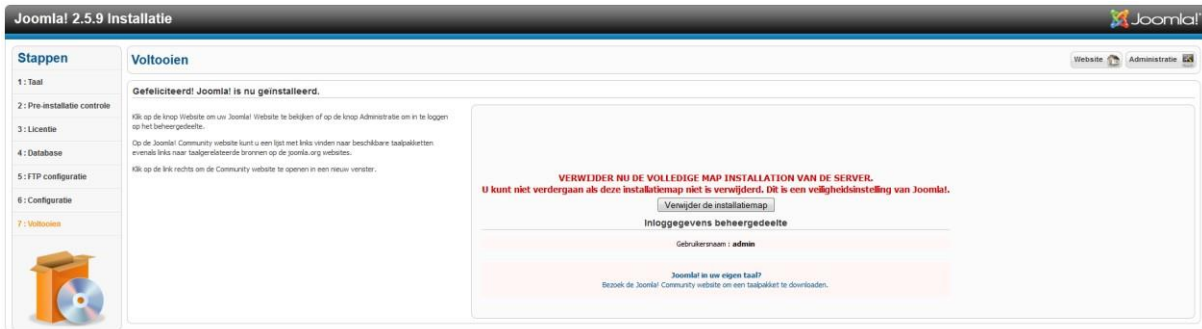 Joomla! 2.5.9 Installatie
Joomla!
Stappen
1 : Taal
2 : Pre-installatie controle
3 : Licentie
4 : Database
5 : FTP configuratie
6 : Configuratie
7 : Voltooien
Voltooien
Website
Administratie
Gefeliciteerd! Joomla! is nu geïnstalleerd.
Klik op de knop Website om uw Joomla! Website te bekijken of op de knop Administratie om in te loggen
op het beheergedeelte.
Op de Joomla! Community website kunt u een lijst met links vinden naar beschikbare taalpakketten
evenals links naar taalgerelateerde bronnen op de joomla.org websites.
Klik op de link rechts om de Community website te openen in een nieuw venster.
VERWIJDER NU DE VOLLEDIGE MAP INSTALLATION VAN DE SERVER.
U kunt niet verdergaan als deze installatiemap niet is verwijderd. Dit is een veiligheidsinstelling van Joomla!.
Verwijder de installatiemap
Inloggegevens beheergedeelte
Gebruikersnaam : admin
Joomla! in uw eigen taal?
Bezoek de Joomla! Community website om een taalpakket te downloaden.